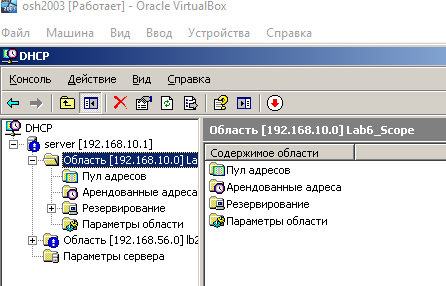 osh2003 [Работает] - Oracle VirtualBox
Файл Машина Вид Ввод Устройства Справка
DHCP
Консоль Действие Вид Справка
DHCP
server [192.168.10.1]
Область [192.168.10.0] La
Пул адресов
Арендованные адреса
Резервирование
Параметры области
Область [192.168.56.0] lb2
Параметры сервера
Область [192.168.10.0] Lab6_Scope
Содержимое области
Пул адресов
Арендованные адреса
Резервирование
Параметры области